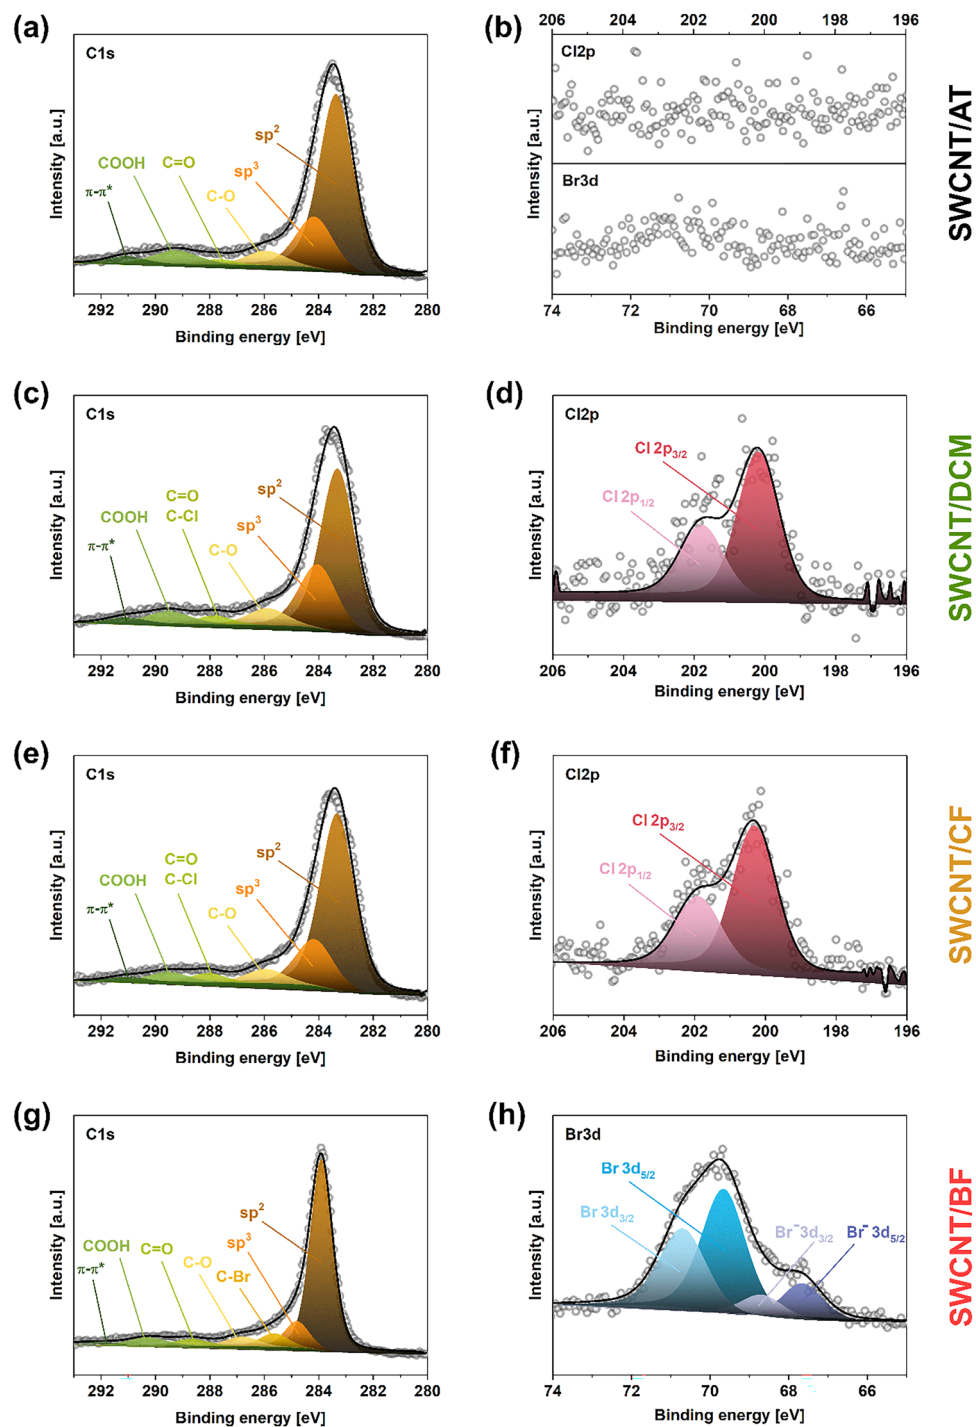 (a)
C1s
Intensity [a.u.]
π-π*
COOH
C=O
C-O
sp3
sp2
292 290 288 286 284 282 280
Binding energy [eV]
(b)
206 204 202 200 198 196
Cl2p
Br3d
Intensity [a.u.]
74 72 70 68 66
Binding energy [eV]
SWCNT/AT
(c)
C1s
Intensity [a.u.]
π-π*
COOH
C=O
C-Cl
C-O
sp3
sp2
292 290 288 286 284 282 280
Binding energy [eV]
(d)
Cl2p
Intensity [a.u.]
Cl 2p1/2
Cl 2p3/2
206 204 202 200 198 196
Binding energy [eV]
SWCNT/DCM
(e)
C1s
Intensity [a.u.]
π-π*
COOH
C=O
C-Cl
C-O
sp3
sp2
292 290 288 286 284 282 280
Binding energy [eV]
(f)
Cl2p
Intensity [a.u.]
Cl 2p1/2
Cl 2p3/2
206 204 202 200 198 196
Binding energy [eV]
SWCNT/CF
(g)
C1s
Intensity [a.u.]
π-π*
COOH
C=O
C-O
C-Br
sp3
sp2
292 290 288 286 284 282 280
Binding energy [eV]
(h)
Br3d
Intensity [a.u.]
Br 3d5/2
Br 3d3/2
Br- 3d3/2
Br- 3d5/2
74 72 70 68 66
Binding energy [eV]
SWCNT/BF